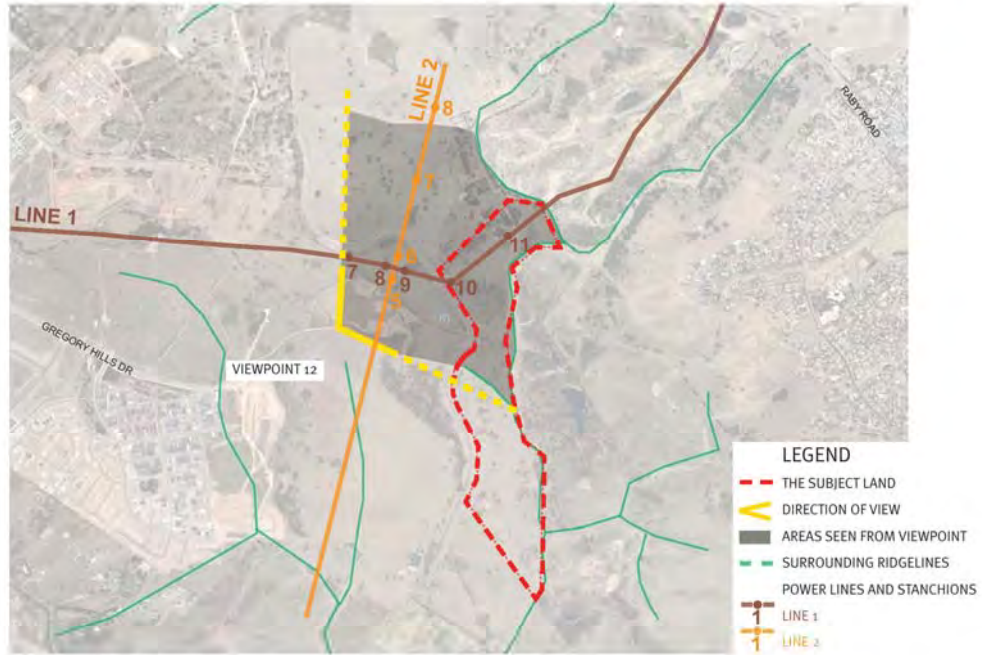 LINE 2
8
RABY ROAD
7
LINE 1
11
6
7
8
9
10
5
GREGORY HILLS DR
VIEWPOINT 12
LEGEND
THE SUBJECT LAND
DIRECTION OF VIEW
AREAS SEEN FROM VIEWPOINT
SURROUNDING RIDGELINES
POWER LINES AND STANCHIONS
1 LINE 1
1 LINE 2